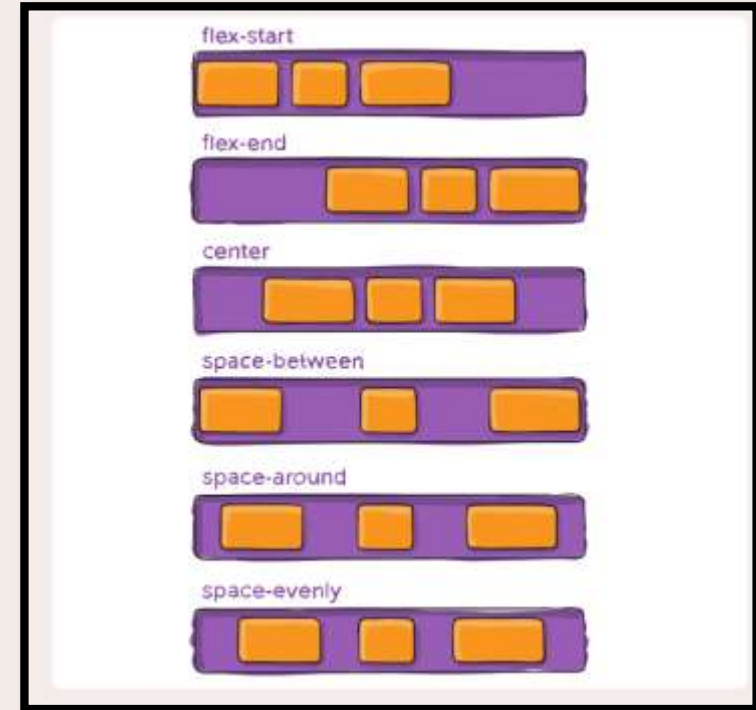 flex-start
flex-end
center
space-between
space-around
space-evenly